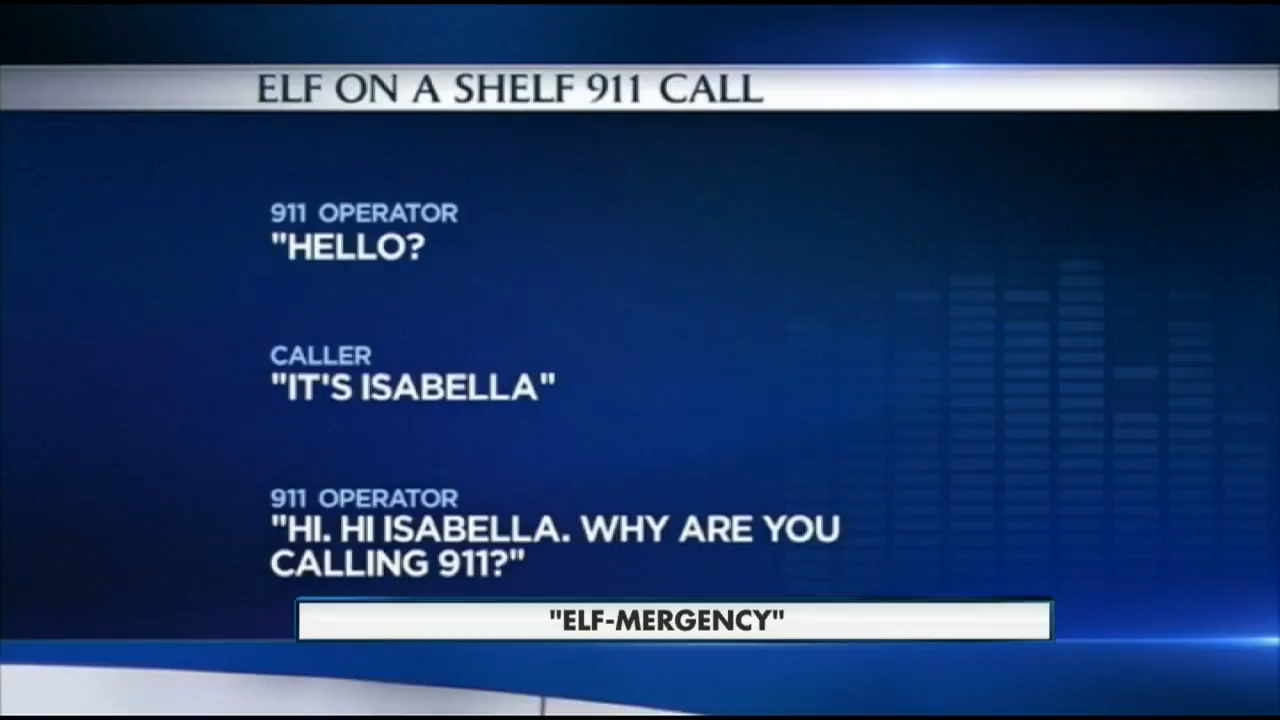 ELF ON A SHELF 911 CALL
911 OPERATOR
"HELLO?
CALLER
"IT'S ISABELLA"
911 OPERATOR
"HI. HI ISABELLA. WHY ARE YOU
CALLING 911?"
"ELF-MERGENCY"